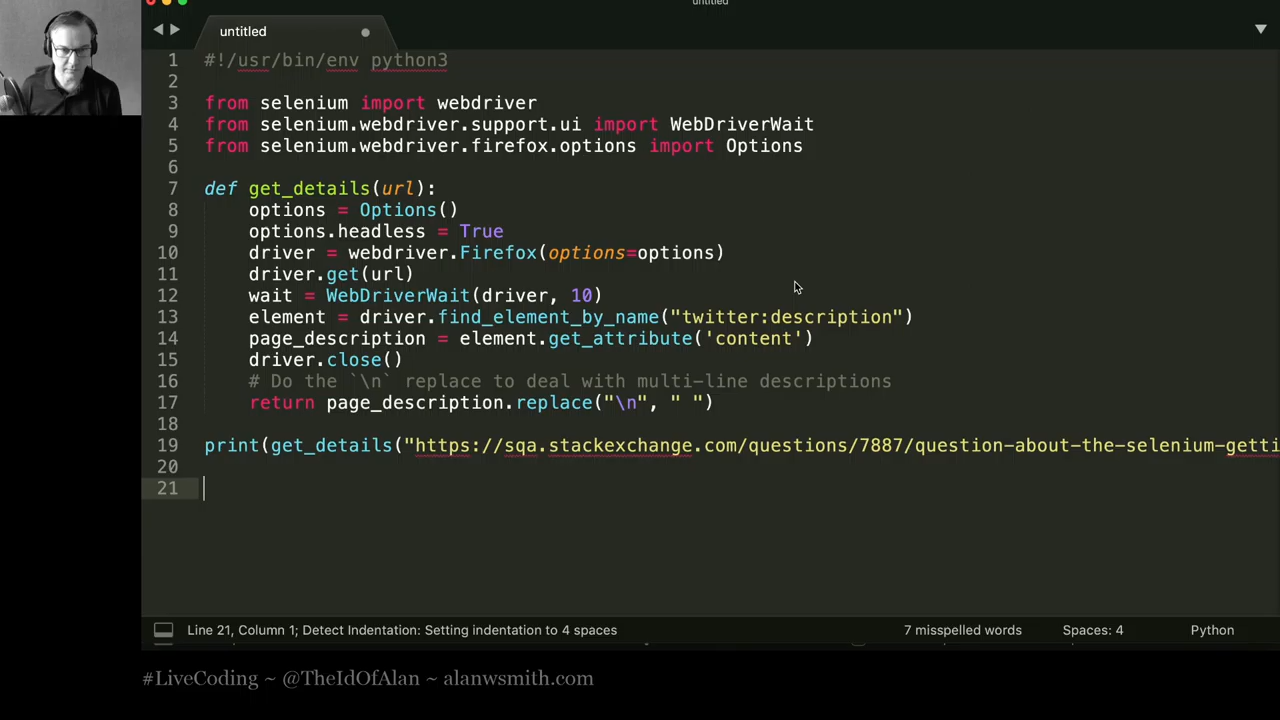 untitled
untitled
1 #!/usr/bin/env python3
2
3 from selenium import webdriver
4 from selenium.webdriver.support.ui import WebDriverWait
5 from selenium.webdriver.firefox.options import Options
6
7 def get_details(url):
8 options = Options()
9 options.headless = True
10 driver = webdriver.Firefox(options=options)
11 driver.get(url)
12 wait = WebDriverWait(driver, 10)
13 element = driver.find_element_by_name("twitter:description")
14 page_description = element.get_attribute('content')
15 driver.close()
16 # Do the `\n` replace to deal with multi-line descriptions
17 return page_description.replace("\n", " ")
18
19 print(get_details("https://sqa.stackexchange.com/questions/7887/question-about-the-selenium-getti
20
21
Line 21, Column 1; Detect Indentation: Setting indentation to 4 spaces
7 misspelled words
Spaces: 4
Python
#LiveCoding ~ @TheIdOfAlan ~ alanwsmith.com